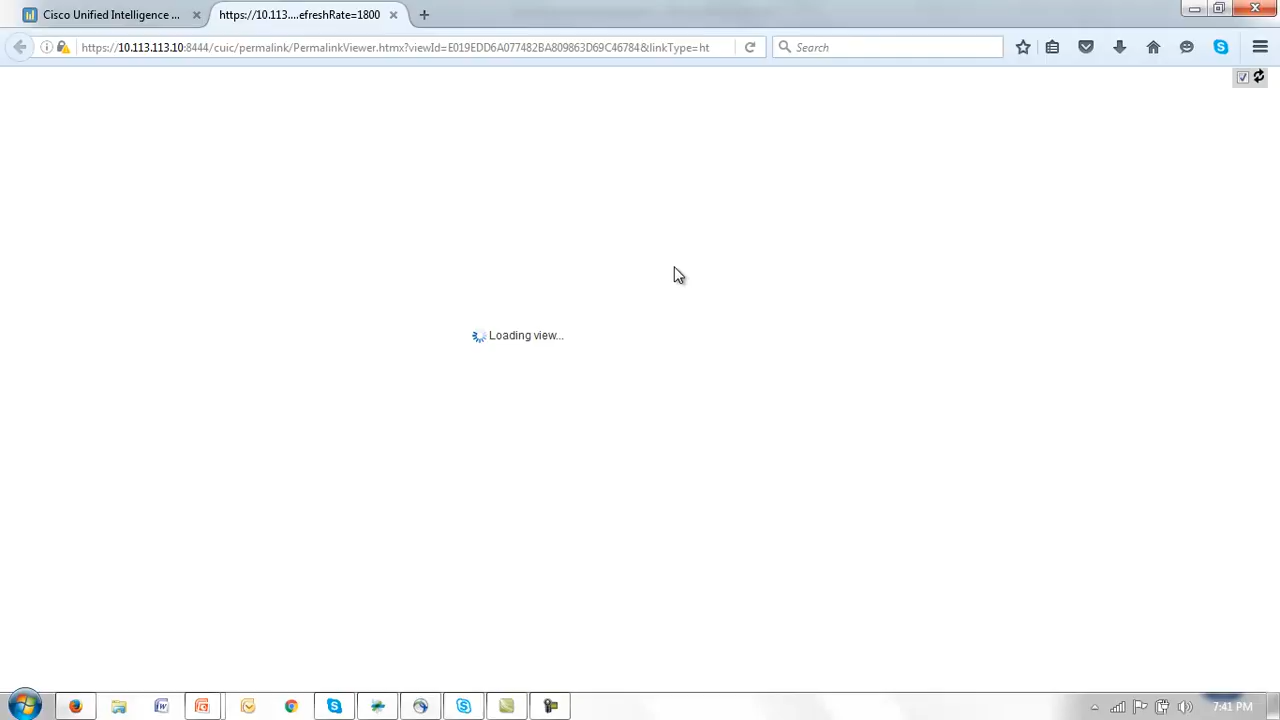 Cisco Unified Intelligence ...
https://10.113....efreshRate=1800
https://10.113.113.10:8444/cuic/permalink/PermalinkViewer.htmx?viewId=E019EDD6A077482BA809863D69C46784&linkType=ht
Search
Loading view...
7:41 PM